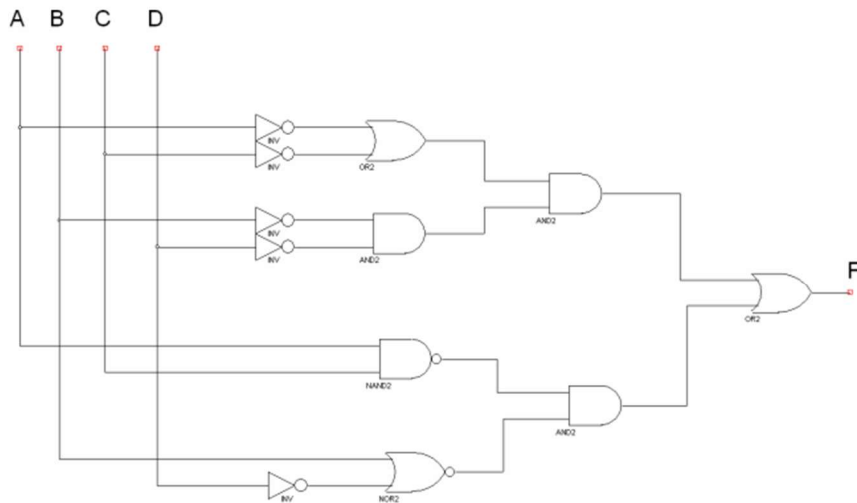 A B C D
INV
INV
OR2
AND2
INV
INV
AND2
F
OR2
NAND2
AND2
INV
NOR2